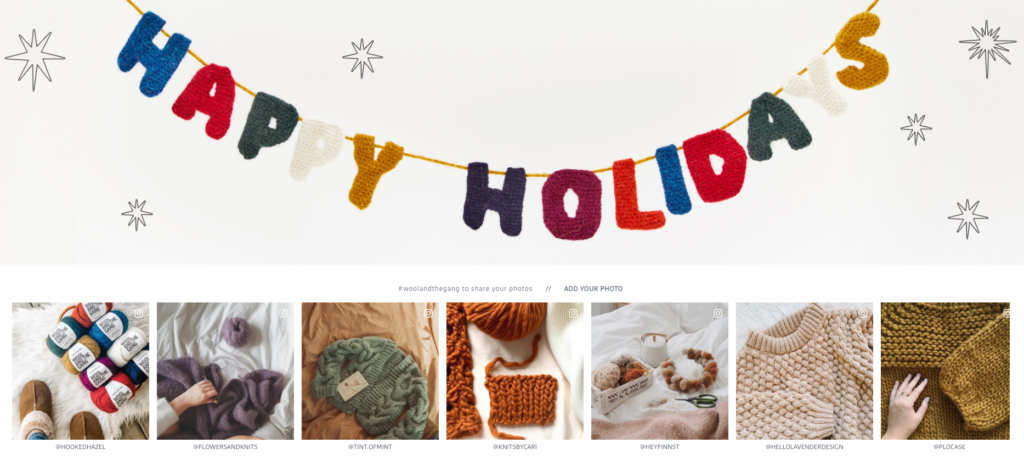 HAPPY HOLIDAYS
#woolandthegang to share your photos // ADD YOUR PHOTO
@HOOKEDHAZEL @FLOWERSANDKNITS @TINT.OFMINT @KNITSBYCARI @HEYFINNST @HELLOLAVENDERDESIGN @PLOCASE